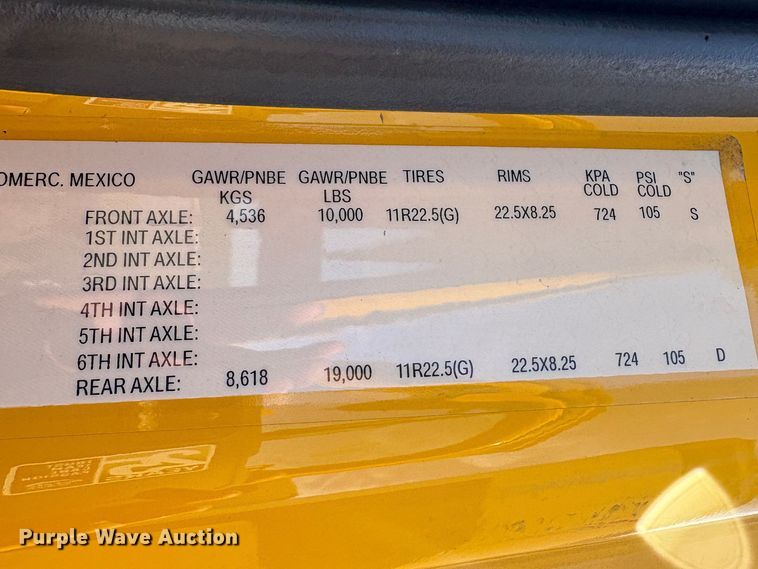 OMERC. MEXICO GAWR/PNBE GAWR/PNBE TIRES RIMS KPA PSI "S"
KGS LBS COLD COLD
FRONT AXLE: 4,536 10,000 11R22.5(G) 22.5X8.25 724 105 S
1ST INT AXLE:
2ND INT AXLE:
3RD INT AXLE:
4TH INT AXLE:
5TH INT AXLE:
6TH INT AXLE:
REAR AXLE: 8,618 19,000 11R22.5(G) 22.5X8.25 724 105 D
Purple Wave Auction